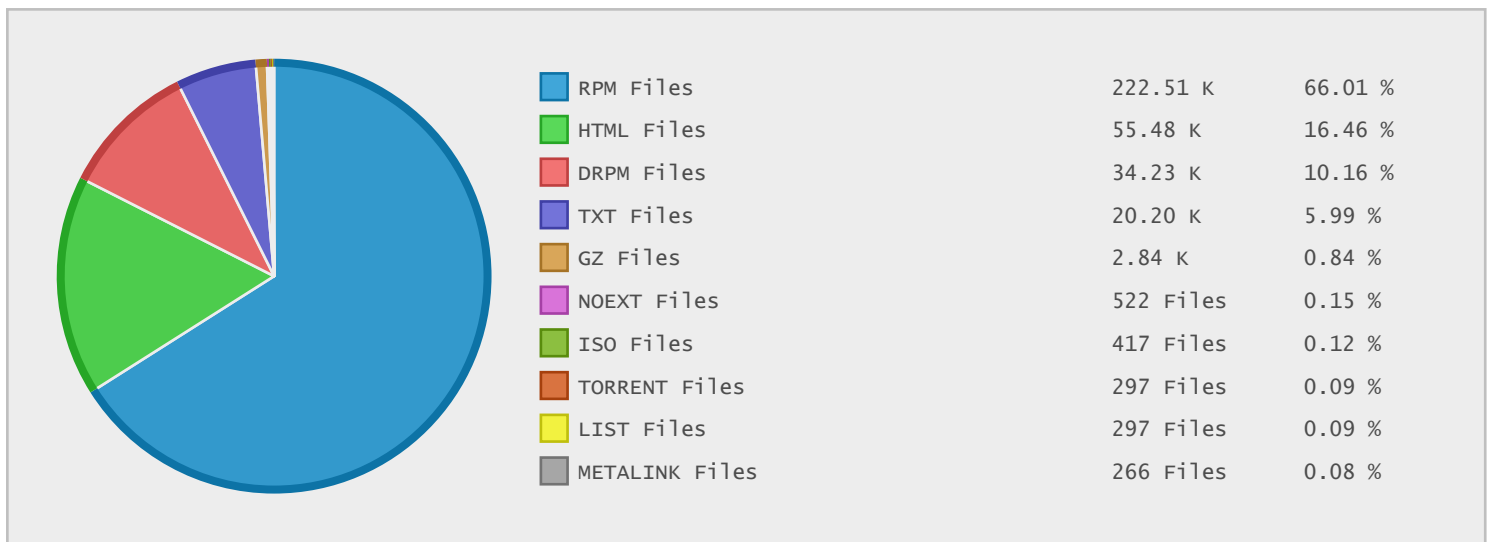 RPM Files 222.51 K 66.01 %
HTML Files 55.48 K 16.46 %
DRPM Files 34.23 K 10.16 %
TXT Files 20.20 K 5.99 %
GZ Files 2.84 K 0.84 %
NOEXT Files 522 Files 0.15 %
ISO Files 417 Files 0.12 %
TORRENT Files 297 Files 0.09 %
LIST Files 297 Files 0.09 %
METALINK Files 266 Files 0.08 %